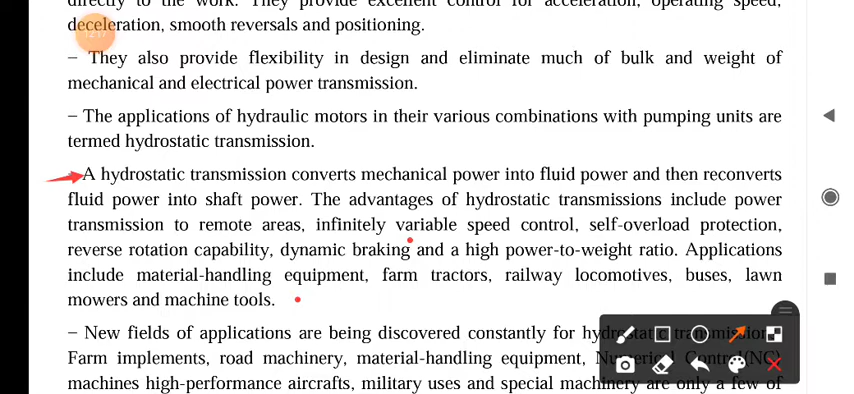 directly to the work. They provide excellent control for acceleration, operating speed,
deceleration, smooth reversals and positioning.
– They also provide flexibility in design and eliminate much of bulk and weight of
mechanical and electrical power transmission.
– The applications of hydraulic motors in their various combinations with pumping units are
termed hydrostatic transmission.
A hydrostatic transmission converts mechanical power into fluid power and then reconverts
fluid power into shaft power. The advantages of hydrostatic transmissions include power
transmission to remote areas, infinitely variable speed control, self-overload protection,
reverse rotation capability, dynamic braking and a high power-to-weight ratio. Applications
include material-handling equipment, farm tractors, railway locomotives, buses, lawn
mowers and machine tools.
– New fields of applications are being discovered constantly for hydrostatic transmission.
Farm implements, road machinery, material-handling equipment, Numerical Control(NC)
machines high-performance aircrafts, military uses and special machinery are only a few of